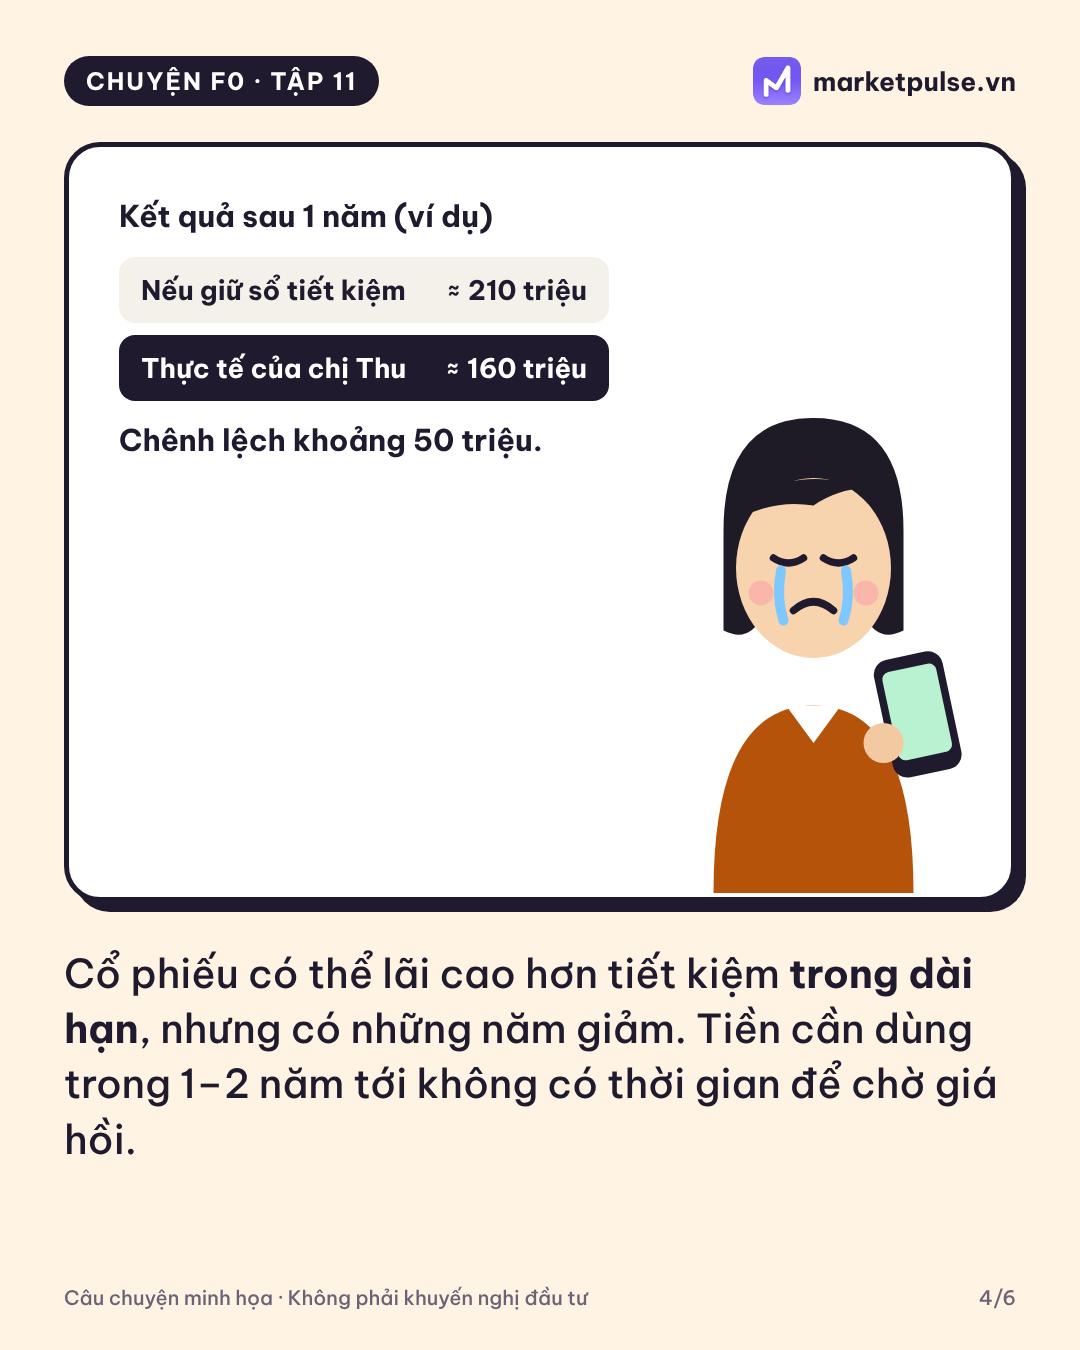 CHUYỆN F0 · TẬP 11
marketpulse.vn
Kết quả sau 1 năm (ví dụ)
Nếu giữ sổ tiết kiệm ≈ 210 triệu
Thực tế của chị Thu ≈ 160 triệu
Chênh lệch khoảng 50 triệu.
Cổ phiếu có thể lãi cao hơn tiết kiệm trong dài
hạn, nhưng có những năm giảm. Tiền cần dùng
trong 1–2 năm tới không có thời gian để chờ giá
hồi.
Câu chuyện minh họa · Không phải khuyến nghị đầu tư
4/6